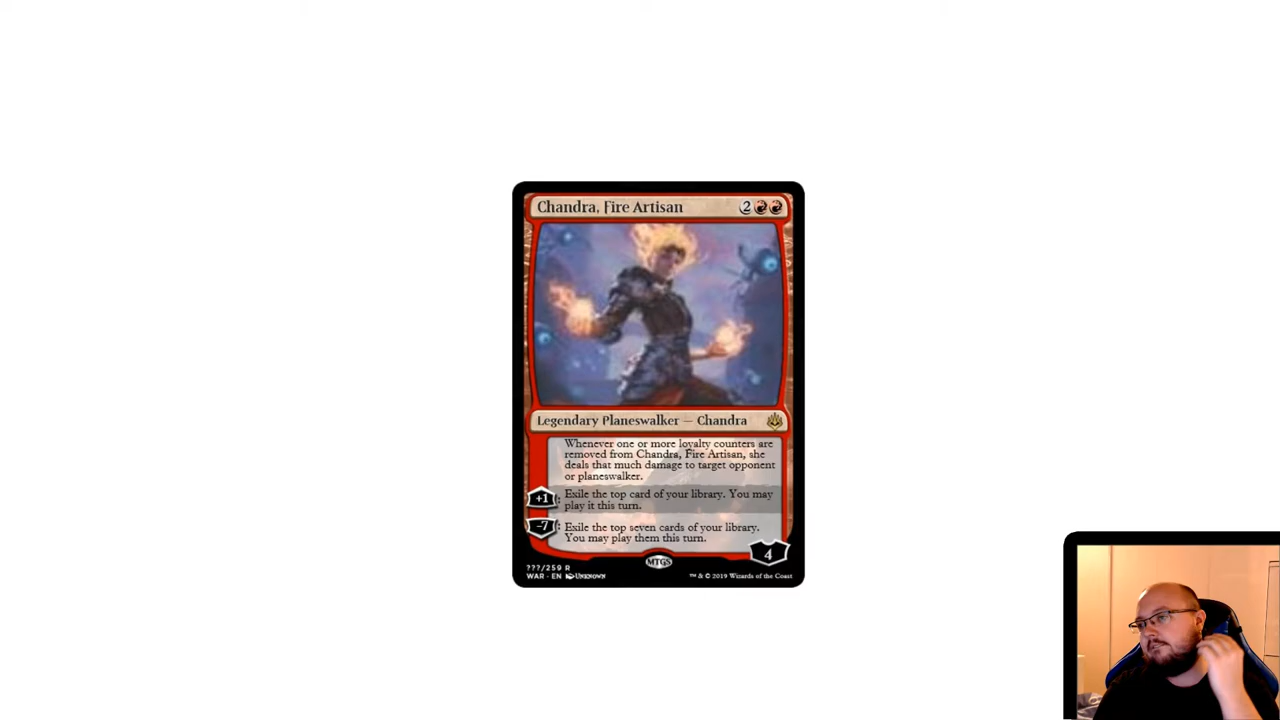 Chandra, Fire Artisan 2
Legendary Planeswalker — Chandra
Whenever one or more loyalty counters are
removed from Chandra, Fire Artisan, she
deals that much damage to target opponent
or planeswalker.
+1: Exile the top card of your library. You may
play it this turn.
-7: Exile the top seven cards of your library.
You may play them this turn.
4
???/259 R
MTGS
WAR · EN Unknown
™ & © 2019 Wizards of the Coast